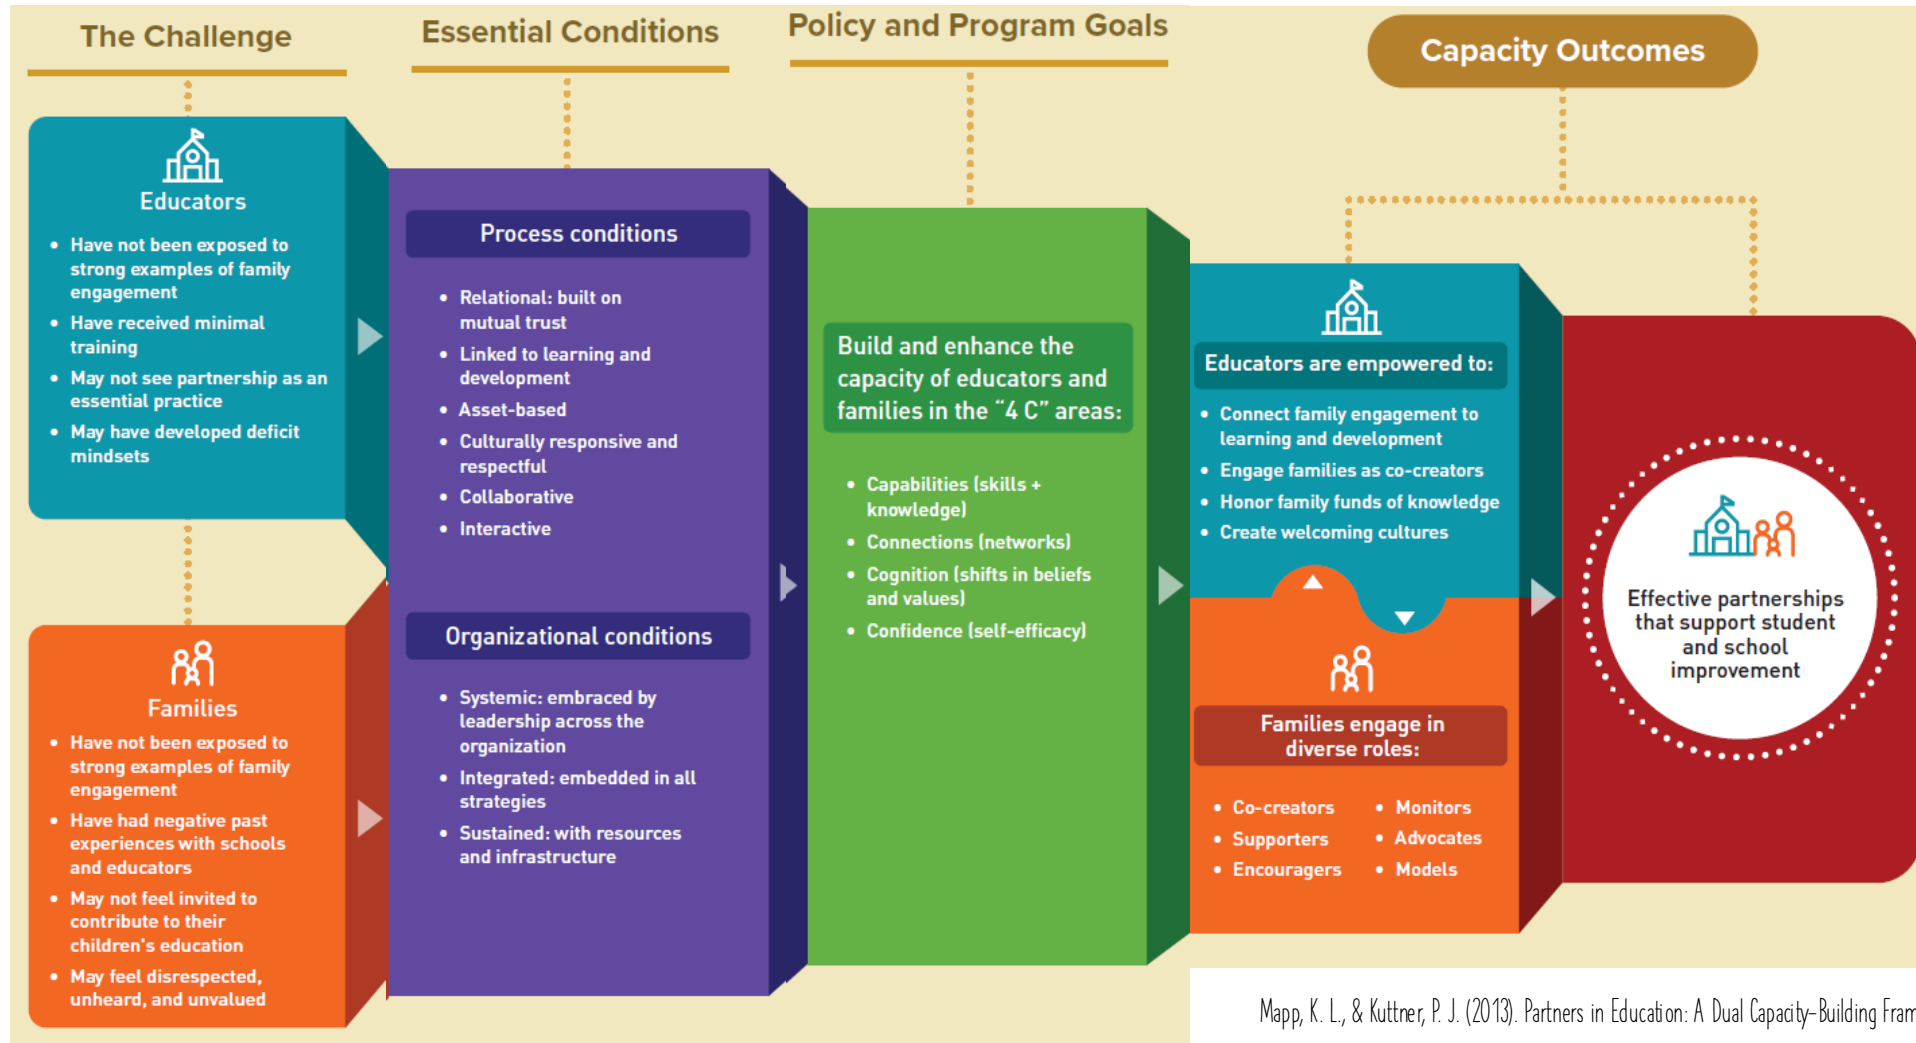 The Challenge
Educators
• Have not been exposed to
strong examples of family
engagement
• Have received minimal
training
• May not see partnership as an
essential practice
• May have developed deficit
mindsets
Families
• Have not been exposed to
strong examples of family
engagement
• Have had negative past
experiences with schools
and educators
• May not feel invited to
contribute to their
children's education
• May feel disrespected,
unheard, and unvalued
Essential Conditions
Process conditions
• Relational: built on
mutual trust
• Linked to learning and
development
• Asset-based
• Culturally responsive and
respectful
• Collaborative
• Interactive
Organizational conditions
• Systemic: embraced by
leadership across the
organization
• Integrated: embedded in all
strategies
• Sustained: with resources
and infrastructure
Policy and Program Goals
Build and enhance the
capacity of educators and
families in the “4 C” areas:
• Capabilities (skills +
knowledge)
• Connections (networks)
• Cognition (shifts in beliefs
and values)
• Confidence (self-efficacy)
Capacity Outcomes
Educators are empowered to:
• Connect family engagement to
learning and development
• Engage families as co-creators
• Honor family funds of knowledge
• Create welcoming cultures
Families engage in
diverse roles:
• Co-creators
• Supporters
• Encouragers
• Monitors
• Advocates
• Models
Effective partnerships
that support student
and school
improvement
Mapp, K. L., & Kuttner, P. J. (2013). Partners in Education: A Dual Capacity-Building Fram